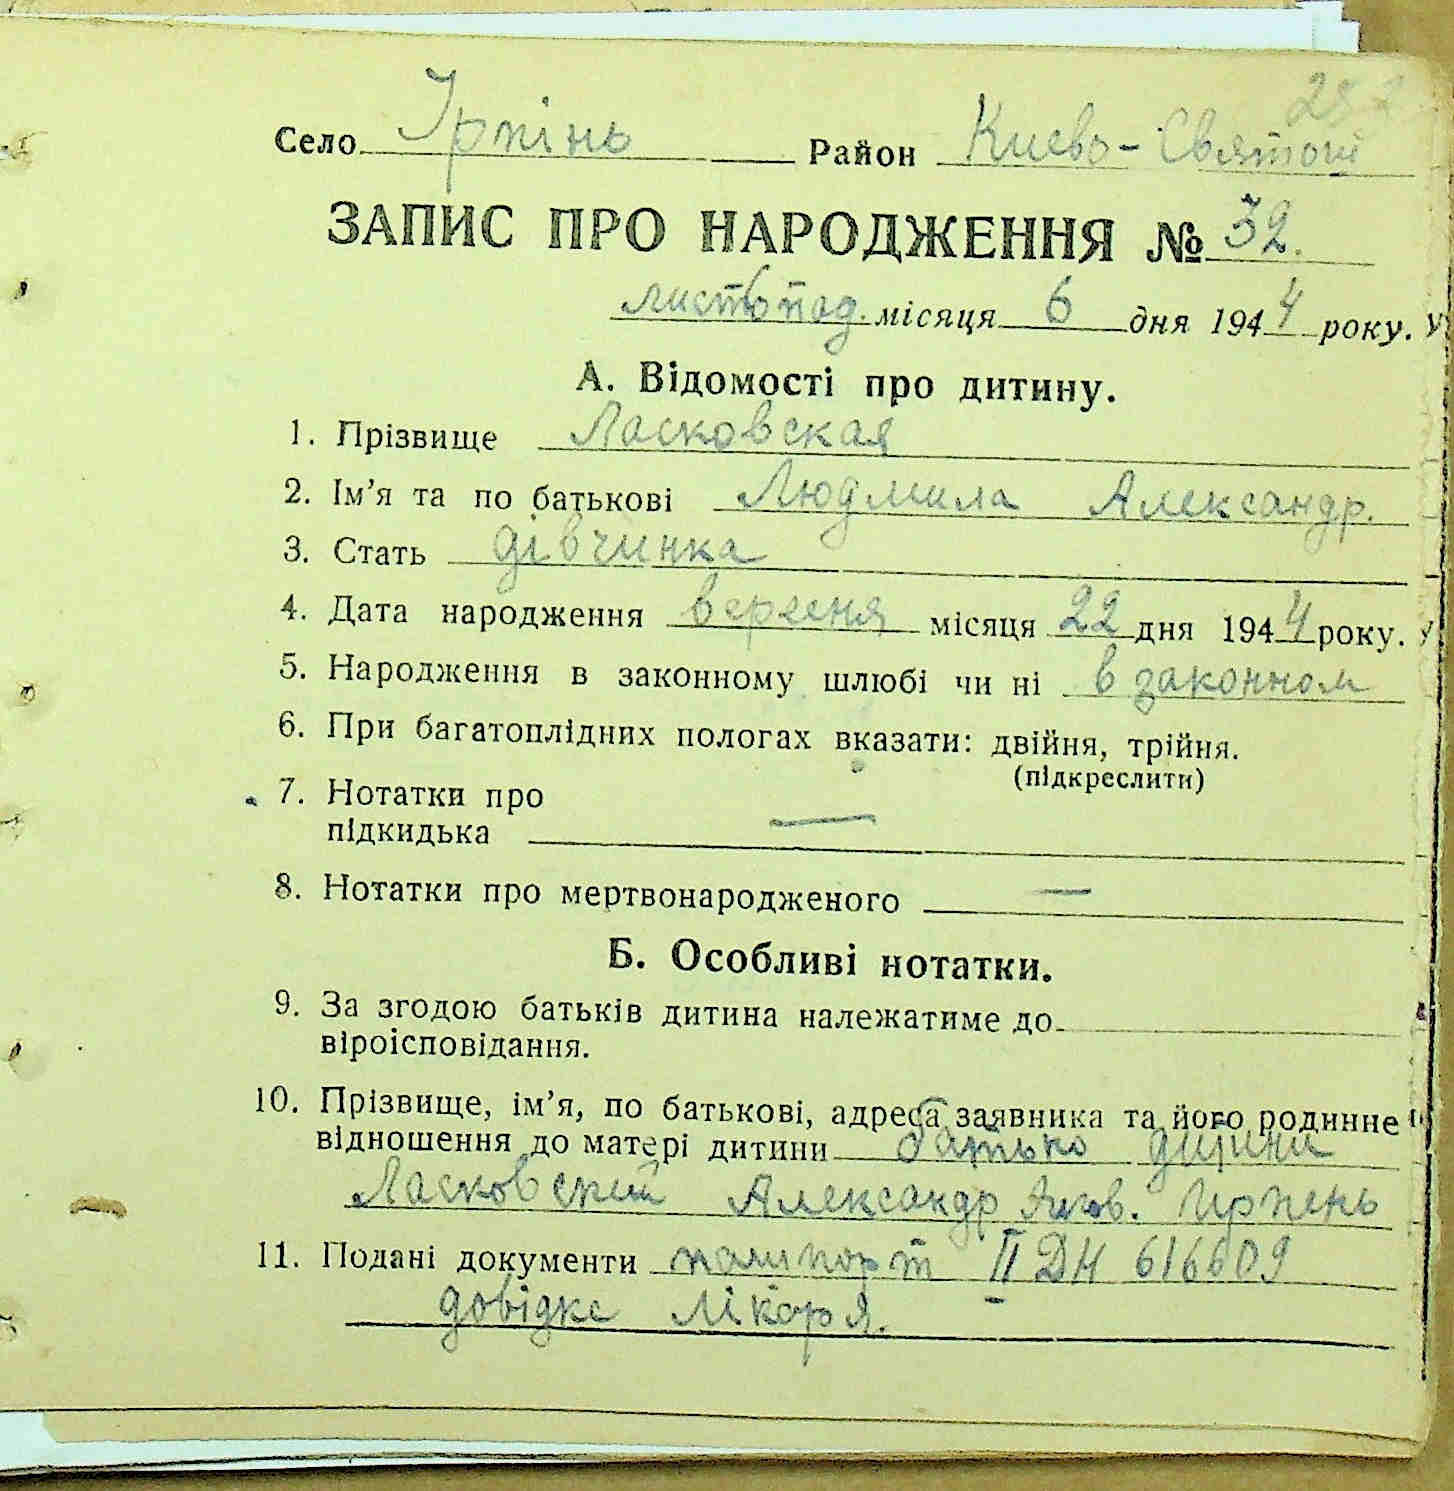 Село Ірпінь Район Києво-Святош
ЗАПИС ПРО НАРОДЖЕННЯ № 32.
листопад. місяця 6 дня 1944 року.
А. Відомості про дитину.
1. Прізвище Ласковская
2. Ім’я та по батькові Людмила Александр.
3. Стать дівчинка
4. Дата народження вересня місяця 22 дня 1944 року.
5. Народження в законному шлюбі чи ні в законном
6. При багатоплідних пологах вказати: двійня, трійня.
(підкреслити)
7. Нотатки про
підкидька —
8. Нотатки про мертвонародженого —
Б. Особливі нотатки.
9. За згодою батьків дитина належатиме до
віроісповідання.
10. Прізвище, ім’я, по батькові, адреса заявника та його родинне
відношення до матері дитини батько дитини
Ласковский Александр Яков. Ирпень
11. Подані документи пашпорт II ДН 616609
довідке лікаря.